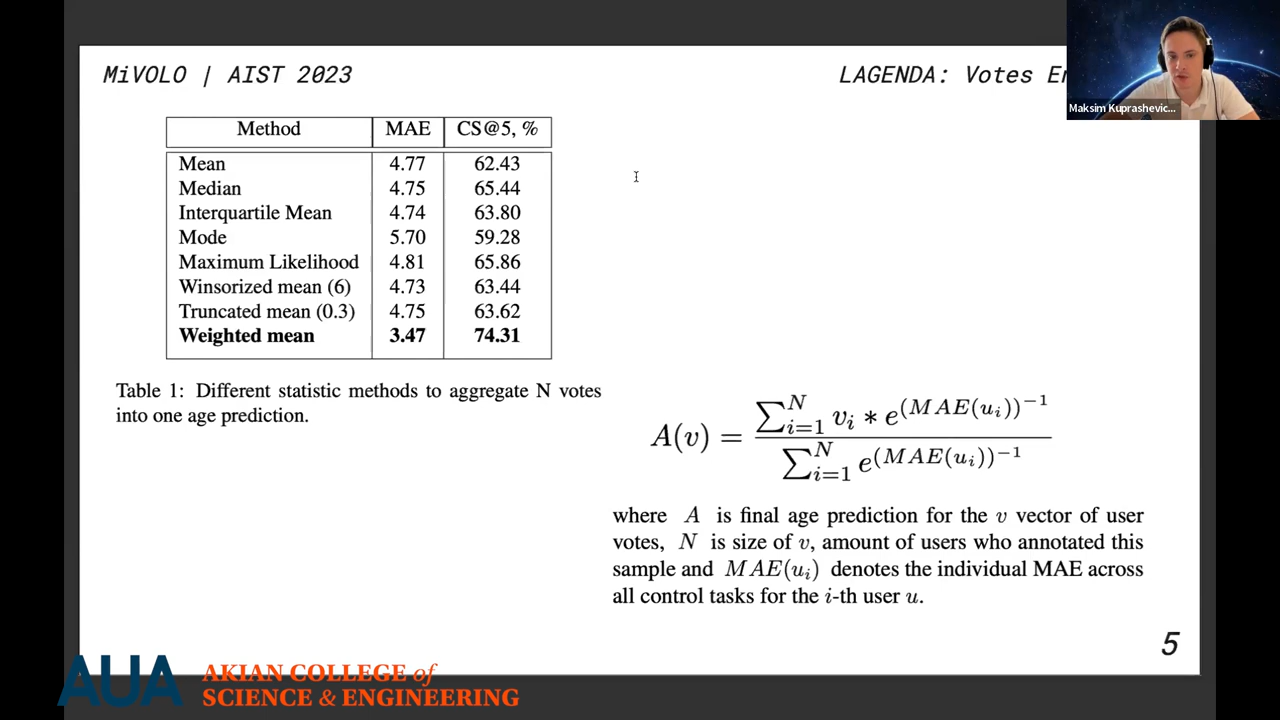 MiVOLO | AIST 2023
LAGENDA: Votes
Maksim Kuprashevic...
Method MAE CS@5, %
Mean 4.77 62.43
Median 4.75 65.44
Interquartile Mean 4.74 63.80
Mode 5.70 59.28
Maximum Likelihood 4.81 65.86
Winsorized mean (6) 4.73 63.44
Truncated mean (0.3) 4.75 63.62
Weighted mean 3.47 74.31
Table 1: Different statistic methods to aggregate N votes
into one age prediction.
A(v) = \frac{\sum_{i=1}^{N} v_i * e^{(MAE(u_i))^{-1}}}{\sum_{i=1}^{N} e^{(MAE(u_i))^{-1}}}
where A is final age prediction for the v vector of user
votes, N is size of v, amount of users who annotated this
sample and MAE(u_i) denotes the individual MAE across
all control tasks for the i-th user u.
5
AUA
AKIAN COLLEGE of
SCIENCE & ENGINEERING